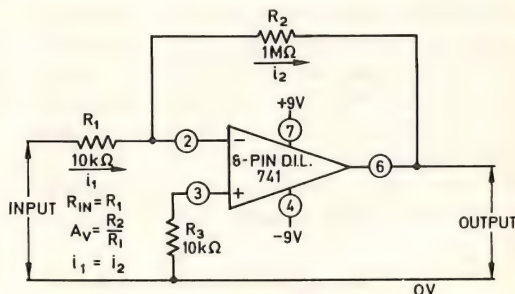 R2
1MΩ
i2
+9V
R1
2
−
7
8-PIN D.I.L.
10kΩ
741
6
i1
3
+
4
INPUT
RIN = R1
−9V
OUTPUT
AV = R2/R1
R3
10kΩ
i1 = i2
0V